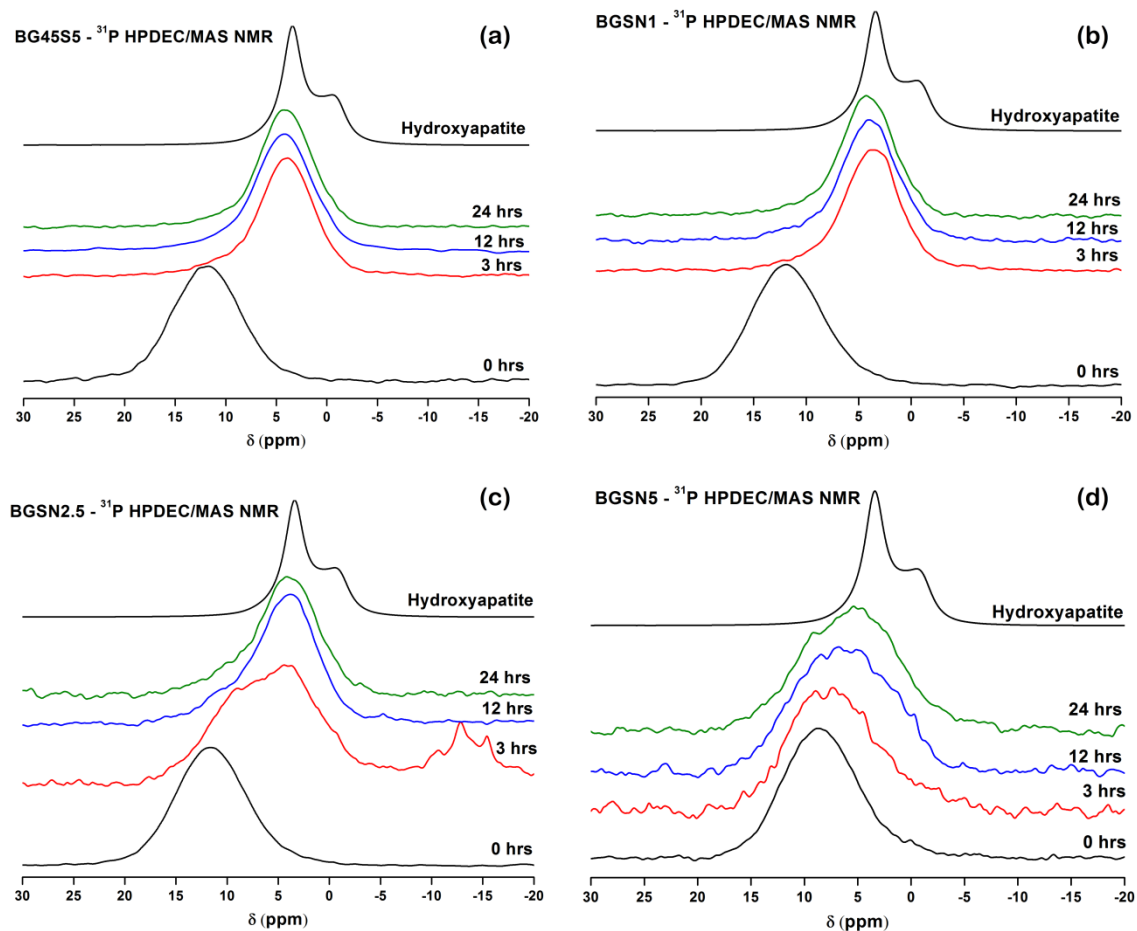 BG45S5 - ³¹P HPDEC/MAS NMR
(a)
Hydroxyapatite
24 hrs
12 hrs
3 hrs
0 hrs
30 25 20 15 10 5 0 -5 -10 -15 -20
δ (ppm)
BGSN1 - ³¹P HPDEC/MAS NMR
(b)
Hydroxyapatite
24 hrs
12 hrs
3 hrs
0 hrs
30 25 20 15 10 5 0 -5 -10 -15 -20
δ (ppm)
BGSN2.5 - ³¹P HPDEC/MAS NMR
(c)
Hydroxyapatite
24 hrs
12 hrs
3 hrs
0 hrs
30 25 20 15 10 5 0 -5 -10 -15 -20
δ (ppm)
BGSN5 - ³¹P HPDEC/MAS NMR
(d)
Hydroxyapatite
24 hrs
12 hrs
3 hrs
0 hrs
30 25 20 15 10 5 0 -5 -10 -15 -20
δ (ppm)